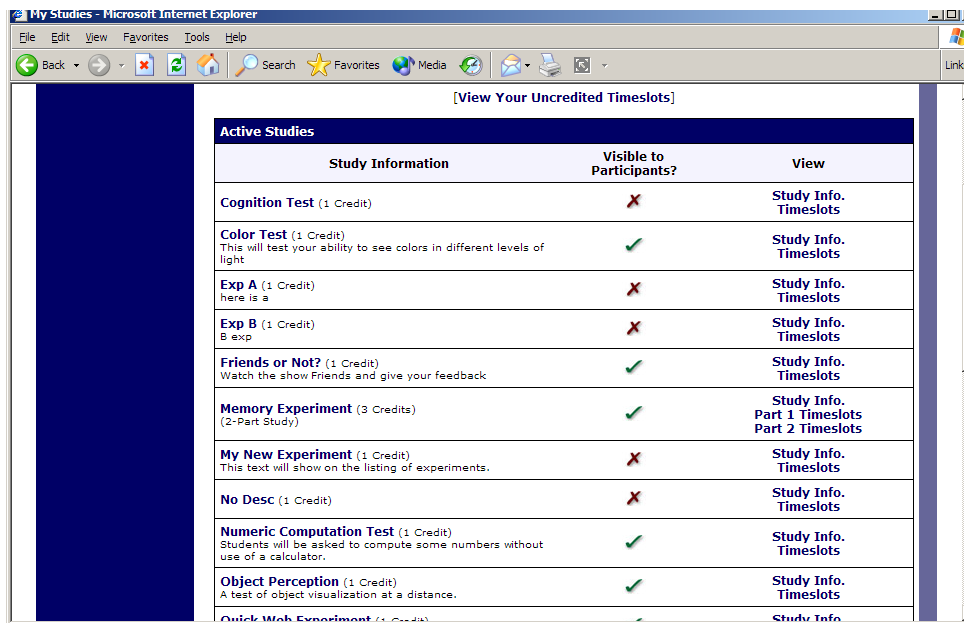 My Studies - Microsoft Internet Explorer
File Edit View Favorites Tools Help
Back Search Favorites Media Link
[View Your Uncredited Timeslots]
Active Studies
Study Information Visible to Participants? View
Cognition Test (1 Credit) Study Info.
Timeslots
Color Test (1 Credit) Study Info.
This will test your ability to see colors in different levels of Timeslots
light
Exp A (1 Credit) Study Info.
here is a Timeslots
Exp B (1 Credit) Study Info.
B exp Timeslots
Friends or Not? (1 Credit) Study Info.
Watch the show Friends and give your feedback Timeslots
Memory Experiment (3 Credits) Study Info.
(2-Part Study) Part 1 Timeslots
Part 2 Timeslots
My New Experiment (1 Credit) Study Info.
This text will show on the listing of experiments. Timeslots
No Desc (1 Credit) Study Info.
Timeslots
Numeric Computation Test (1 Credit) Study Info.
Students will be asked to compute some numbers without Timeslots
use of a calculator.
Object Perception (1 Credit) Study Info.
A test of object visualization at a distance. Timeslots
Quick Web Experiment (1 Credit) Study Info.